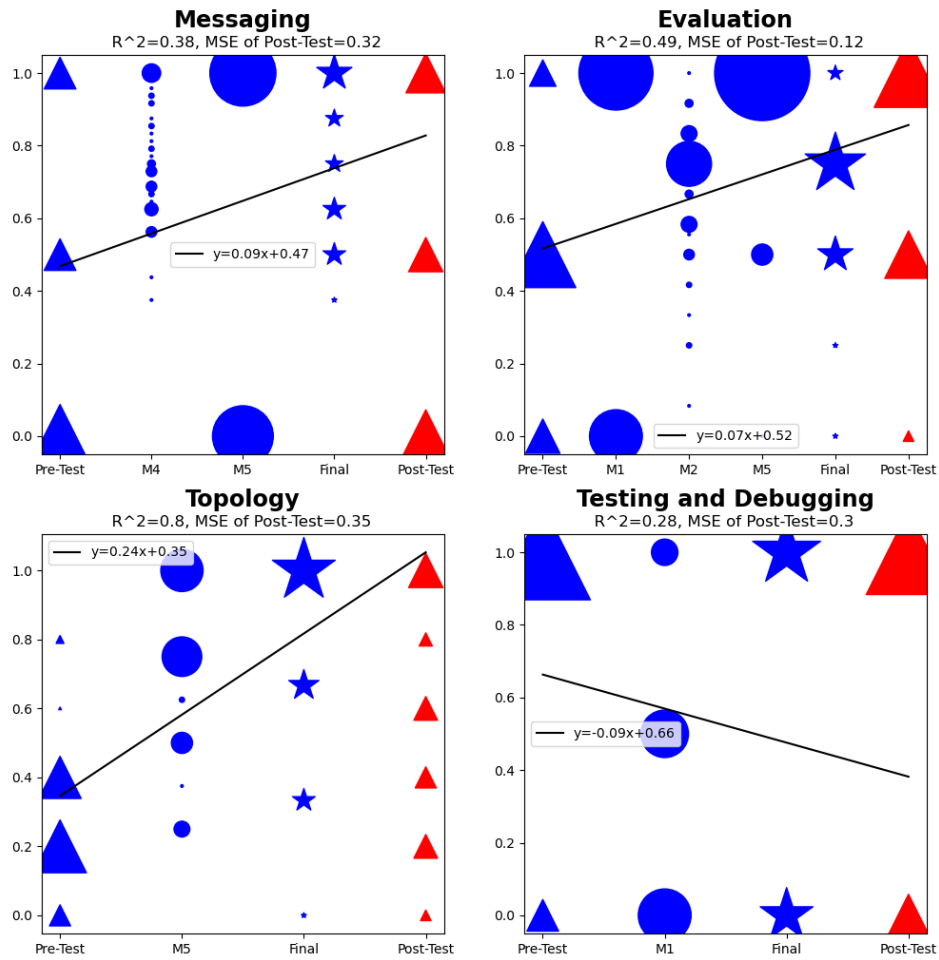 Messaging
R^2=0.38, MSE of Post-Test=0.32
1.0
0.8
0.6
0.4
0.2
0.0
y=0.09x+0.47
Pre-Test M4 M5 Final Post-Test
Evaluation
R^2=0.49, MSE of Post-Test=0.12
1.0
0.8
0.6
0.4
0.2
0.0
y=0.07x+0.52
Pre-Test M1 M2 M5 Final Post-Test
Topology
R^2=0.8, MSE of Post-Test=0.35
y=0.24x+0.35
1.0
0.8
0.6
0.4
0.2
0.0
Pre-Test M5 Final Post-Test
Testing and Debugging
R^2=0.28, MSE of Post-Test=0.3
1.0
0.8
0.6
y=-0.09x+0.66
0.4
0.2
0.0
Pre-Test M1 Final Post-Test